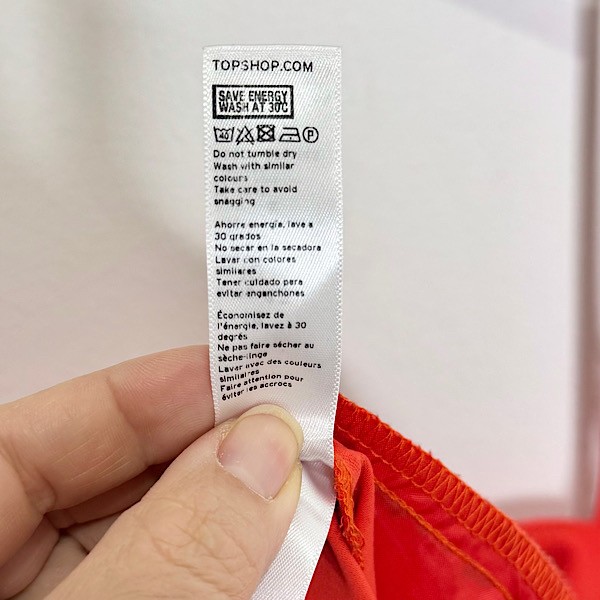 TOPSHOP.COM
SAVE ENERGY
WASH AT 30C
P
Do not tumble dry
Wash with similar
colours
Take care to avoid
snagging
Ahorre energía, lave a
30 grados
No secar en la secadora
Lavar con colores
similares
Tener cuidado para
evitar enganchones
Économisez de
l'énergie, lavez à 30
degrés
Ne pas faire sécher au
sèche-linge
Laver avec des couleurs
similaires
Faire attention pour
éviter les accrocs